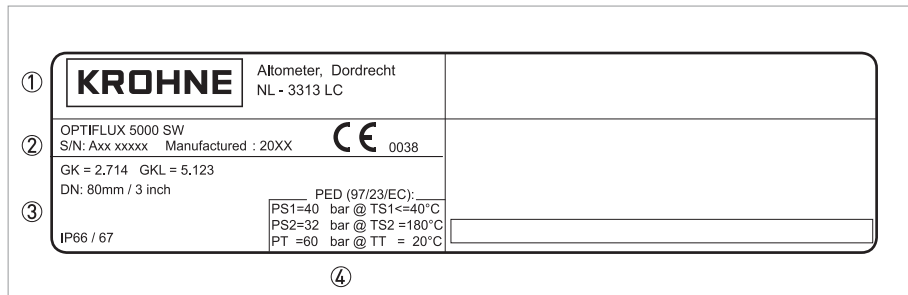 ① KROHNE Altometer, Dordrecht
NL - 3313 LC
② OPTIFLUX 5000 SW
S/N: Axx xxxxx Manufactured : 20XX CE 0038
③ GK = 2.714 GKL = 5.123
DN: 80mm / 3 inch
IP66 / 67
PED (97/23/EC):
PS1=40 bar @ TS1<=40°C
PS2=32 bar @ TS2 =180°C
PT =60 bar @ TT = 20°C
④